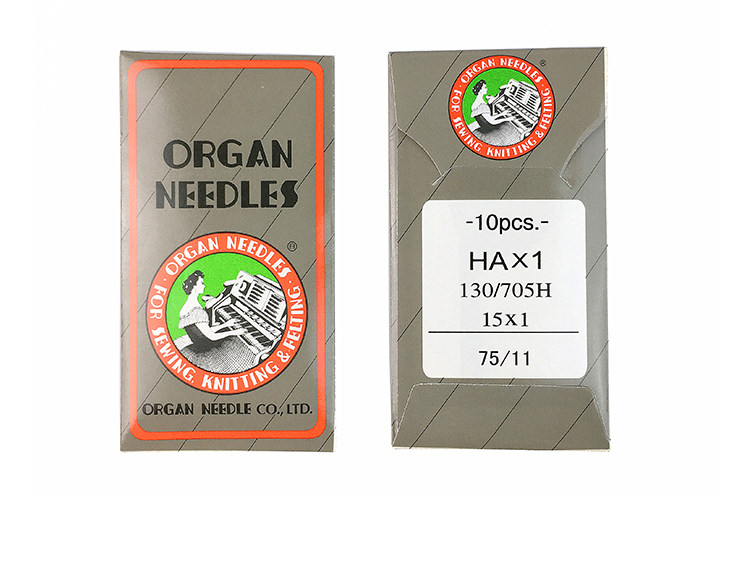 ORGAN
NEEDLES
ORGAN NEEDLES
®
· FOR SEWING, KNITTING & FELTING ·
ORGAN NEEDLE CO., LTD.
ORGAN NEEDLES
®
· FOR SEWING, KNITTING & FELTING ·
-10pcs.-
HA×1
130/705H
15×1
75/11